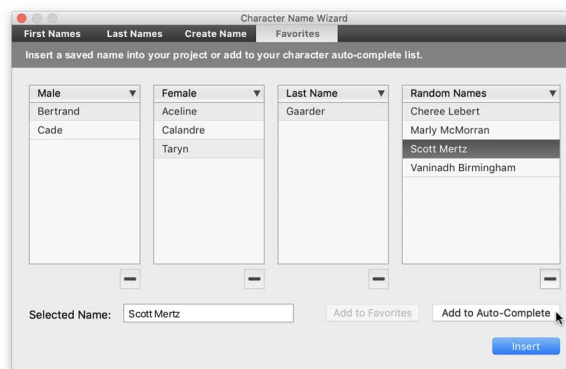 Character Name Wizard
First Names Last Names Create Name Favorites
Insert a saved name into your project or add to your character auto-complete list.
Male Female Last Name Random Names
Bertrand Aceline Gaarder Cheree Lebert
Cade Calandre Marly McMorran
Taryn Scott Mertz
Vaninadh Birmingham
Selected Name: Scott Mertz Add to Favorites Add to Auto-Complete
Insert